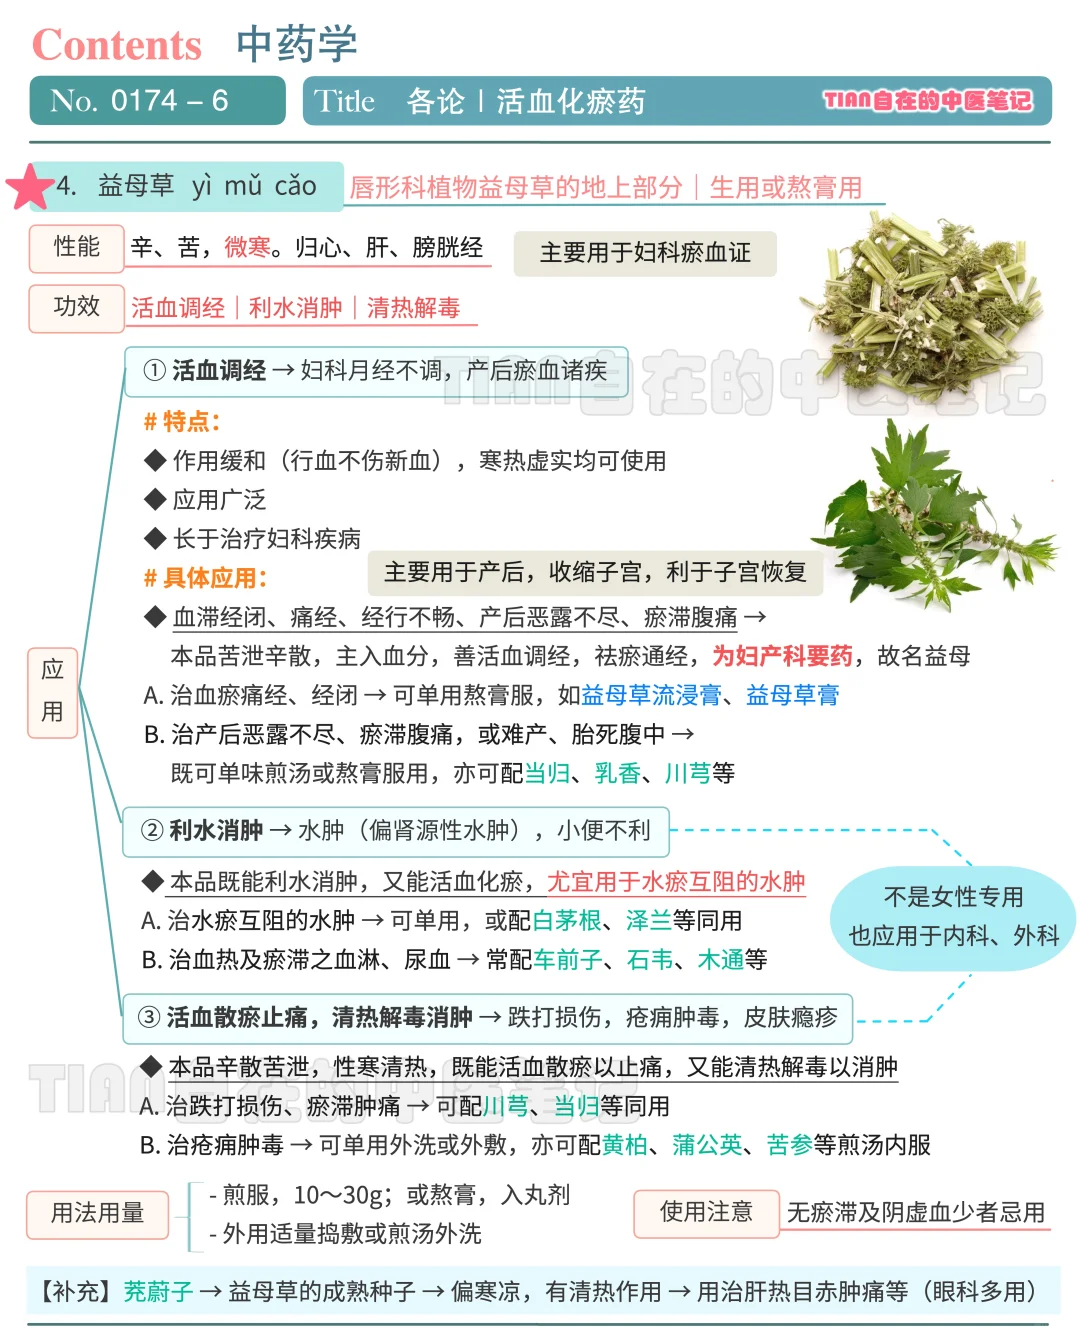 Contents 中药学
No. 0174 – 6
Title 各论 | 活血化瘀药
TIAN自在的中医笔记
4. 益母草 yì mǔ cǎo
唇形科植物益母草的地上部分｜生用或熬膏用
性能
辛、苦，微寒。归心、肝、膀胱经
主要用于妇科瘀血证
功效
活血调经｜利水消肿｜清热解毒
① 活血调经 → 妇科月经不调，产后瘀血诸疾
TIAN自在的中医笔记
# 特点：
◆ 作用缓和（行血不伤新血），寒热虚实均可使用
◆ 应用广泛
◆ 长于治疗妇科疾病
主要用于产后，收缩子宫，利于子宫恢复
# 具体应用：
◆ 血滞经闭、痛经、经行不畅、产后恶露不尽、瘀滞腹痛 →
本品苦泄辛散，主入血分，善活血调经，祛瘀通经，为妇产科要药，故名益母
应用
A. 治血瘀痛经、经闭 → 可单用熬膏服，如益母草流浸膏、益母草膏
B. 治产后恶露不尽、瘀滞腹痛，或难产、胎死腹中 →
既可单味煎汤或熬膏服用，亦可配当归、乳香、川芎等
② 利水消肿 → 水肿（偏肾源性水肿），小便不利
◆ 本品既能利水消肿，又能活血化瘀，尤宜用于水瘀互阻的水肿
A. 治水瘀互阻的水肿 → 可单用，或配白茅根、泽兰等同用
B. 治血热及瘀滞之血淋、尿血 → 常配车前子、石韦、木通等
不是女性专用
也应用于内科、外科
③ 活血散瘀止痛，清热解毒消肿 → 跌打损伤，疮痈肿毒，皮肤瘾疹
◆ 本品辛散苦泄，性寒清热，既能活血散瘀以止痛，又能清热解毒以消肿
TIAN自在的中医笔记
A. 治跌打损伤、瘀滞肿痛 → 可配川芎、当归等同用
B. 治疮痈肿毒 → 可单用外洗或外敷，亦可配黄柏、蒲公英、苦参等煎汤内服
用法用量
- 煎服，10～30g；或熬膏，入丸剂
- 外用适量捣敷或煎汤外洗
使用注意
无瘀滞及阴虚血少者忌用
【补充】茺蔚子 → 益母草的成熟种子 → 偏寒凉，有清热作用 → 用治肝热目赤肿痛等（眼科多用）